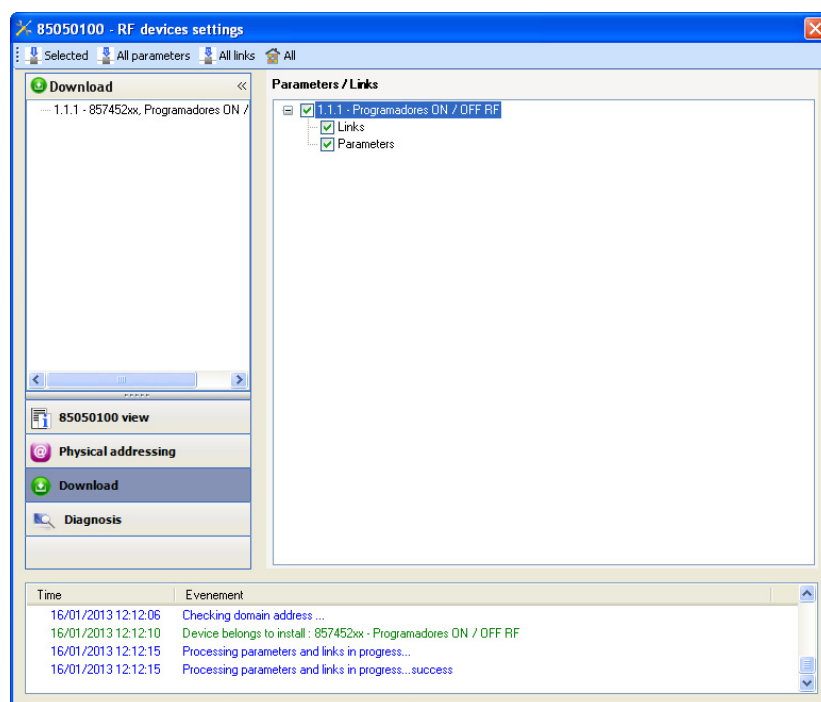 85050100 - RF devices settings
Selected All parameters All links All
Download «
1.1.1 - 857452xx, Programadores ON /
Parameters / Links
1.1.1 - Programadores ON / OFF RF
Links
Parameters
85050100 view
Physical addressing
Download
Diagnosis
Time Evenement
16/01/2013 12:12:06 Checking domain address ...
16/01/2013 12:12:10 Device belongs to install : 857452xx - Programadores ON / OFF RF
16/01/2013 12:12:15 Processing parameters and links in progress...
16/01/2013 12:12:15 Processing parameters and links in progress...success